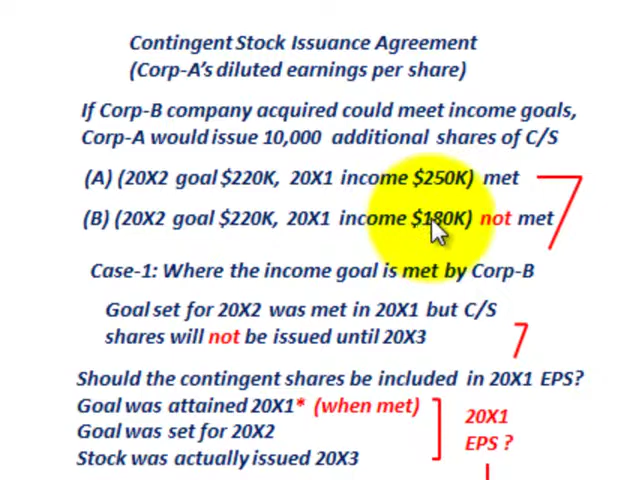 Contingent Stock Issuance Agreement
(Corp-A's diluted earnings per share)
If Corp-B company acquired could meet income goals,
Corp-A would issue 10,000 additional shares of C/S
(A) (20X2 goal $220K, 20X1 income $250K) met
(B) (20X2 goal $220K, 20X1 income $180K) not met
Case-1: Where the income goal is met by Corp-B
Goal set for 20X2 was met in 20X1 but C/S
shares will not be issued until 20X3
Should the contingent shares be included in 20X1 EPS?
Goal was attained 20X1* (when met)
Goal was set for 20X2
Stock was actually issued 20X3
20X1
EPS ?